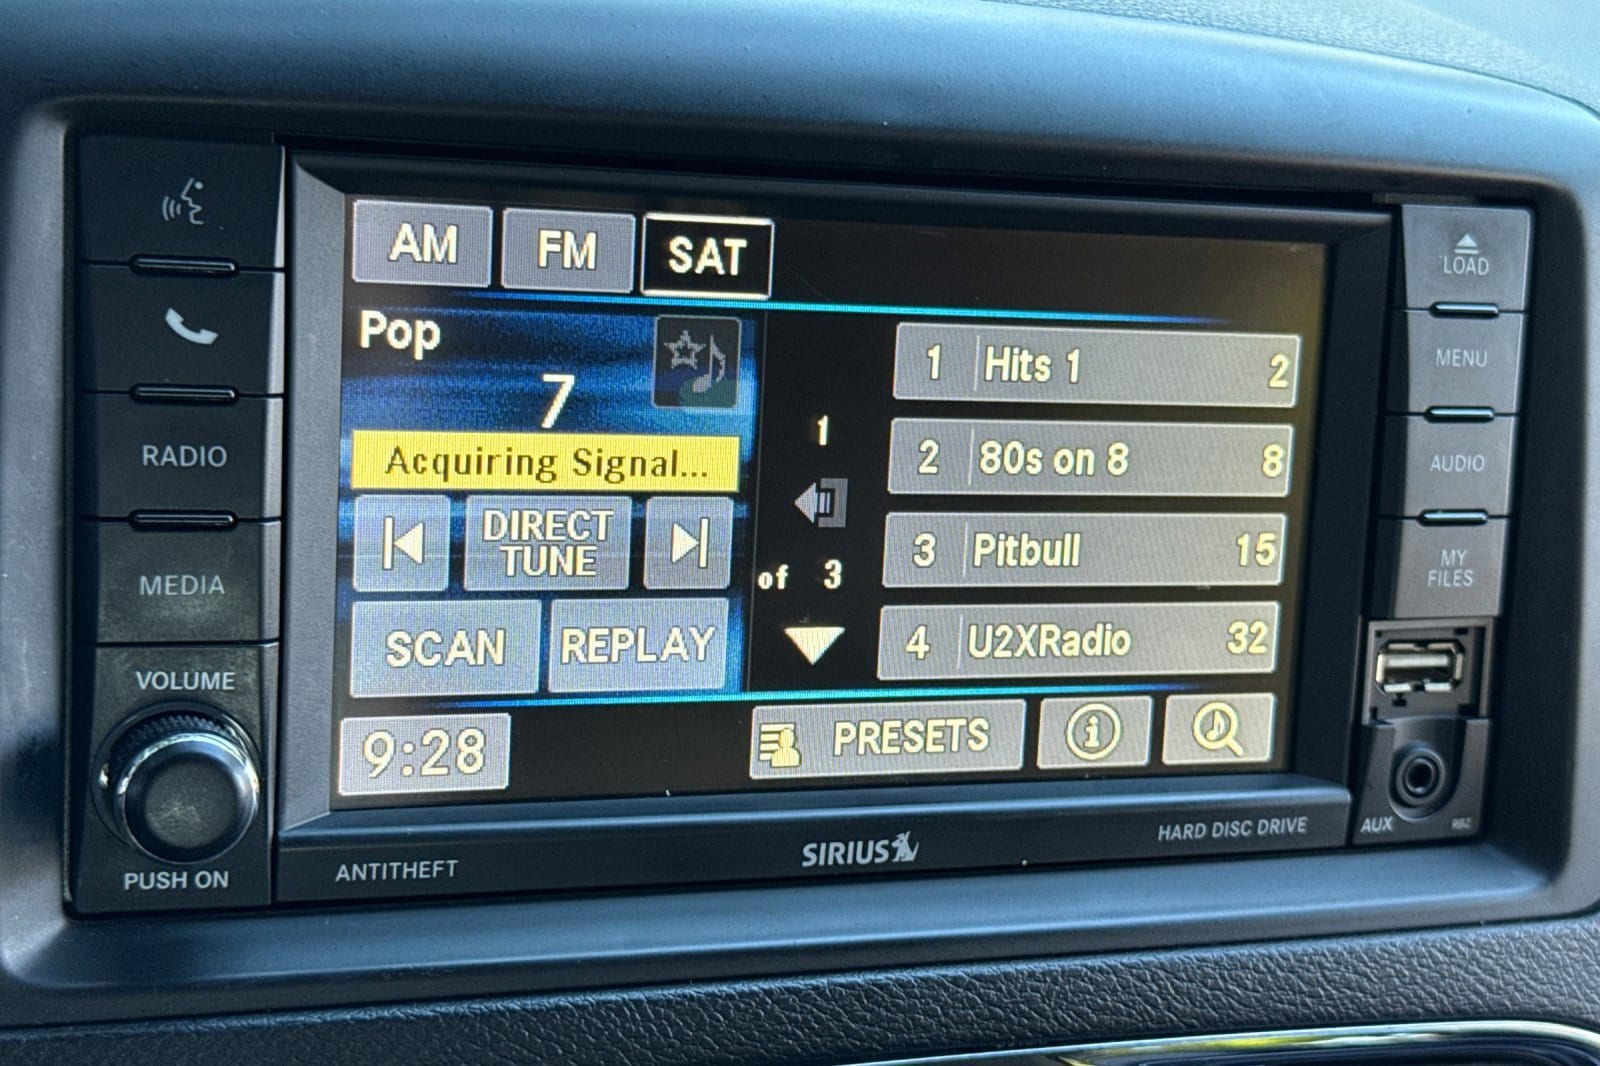 AM FM SAT
Pop
7
Acquiring Signal...
DIRECT
TUNE
SCAN REPLAY
9:28
1
of 3
1 Hits 1 2
2 80s on 8 8
3 Pitbull 15
4 U2XRadio 32
PRESETS
i
RADIO
MEDIA
VOLUME
PUSH ON
LOAD
MENU
AUDIO
MY
FILES
AUX
RBZ
ANTITHEFT
SIRIUS
HARD DISC DRIVE